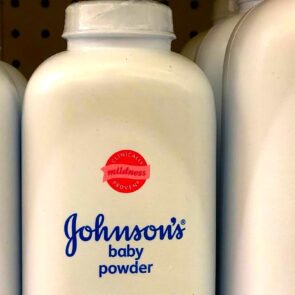 CLINICALLY
mildness
PROVEN
Johnson's®
baby
powder